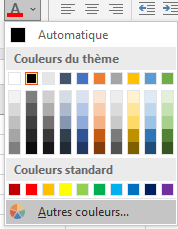 A
Automatique
Couleurs du thème
Couleurs standard
Autres couleurs...